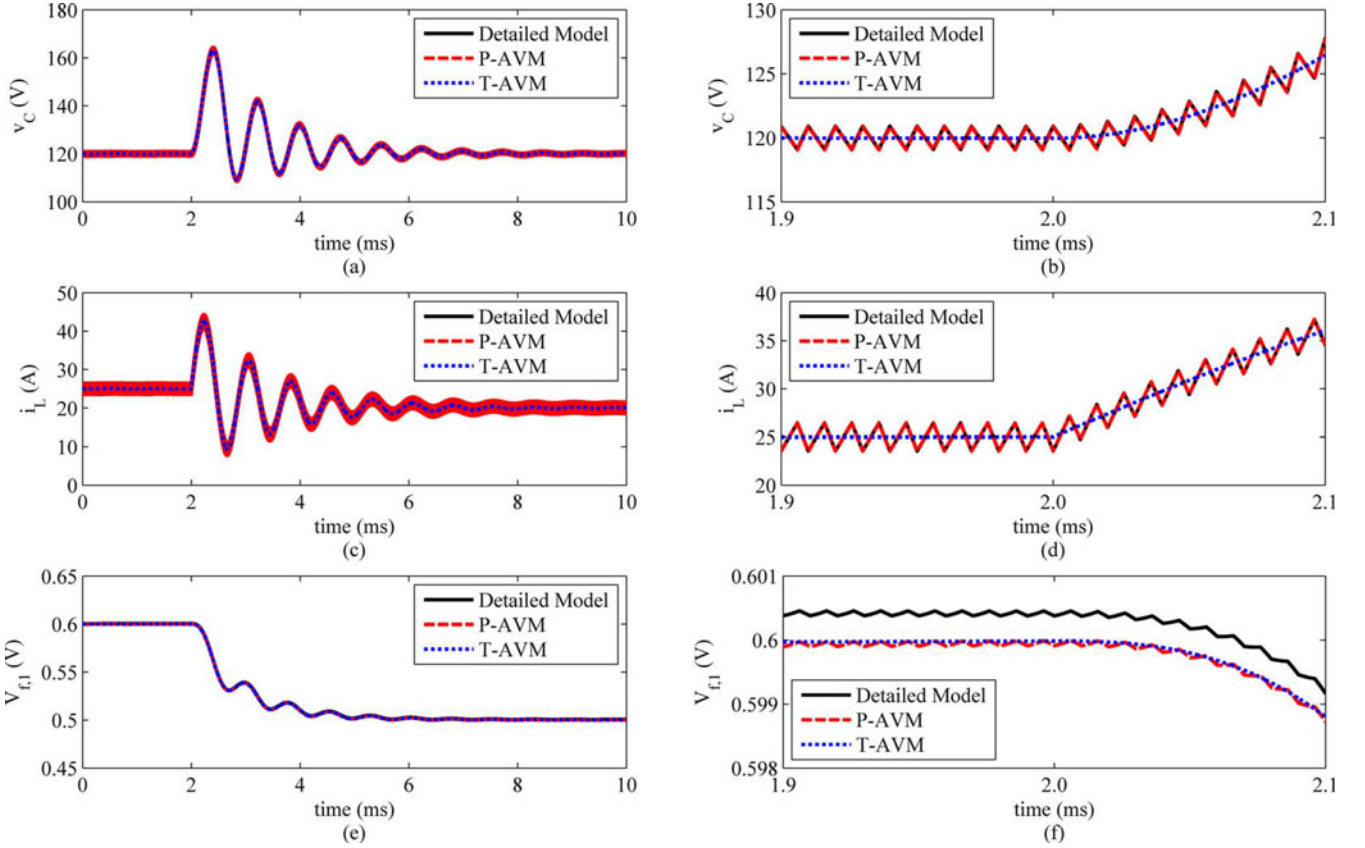 v_C (V)
180
160
140
120
100
0
2
4
6
8
10
Detailed Model
P-AVM
T-AVM
time (ms)
(a)
v_C (V)
130
125
120
115
1.9
2.0
2.1
Detailed Model
P-AVM
T-AVM
time (ms)
(b)
i_L (A)
50
40
30
20
10
0
0
2
4
6
8
10
Detailed Model
P-AVM
T-AVM
time (ms)
(c)
i_L (A)
40
35
30
25
20
1.9
2.0
2.1
Detailed Model
P-AVM
T-AVM
time (ms)
(d)
V_f,1 (V)
0.65
0.6
0.55
0.5
0.45
0
2
4
6
8
10
Detailed Model
P-AVM
T-AVM
time (ms)
(e)
V_f,1 (V)
0.601
0.6
0.599
0.598
1.9
2.0
2.1
Detailed Model
P-AVM
T-AVM
time (ms)
(f)